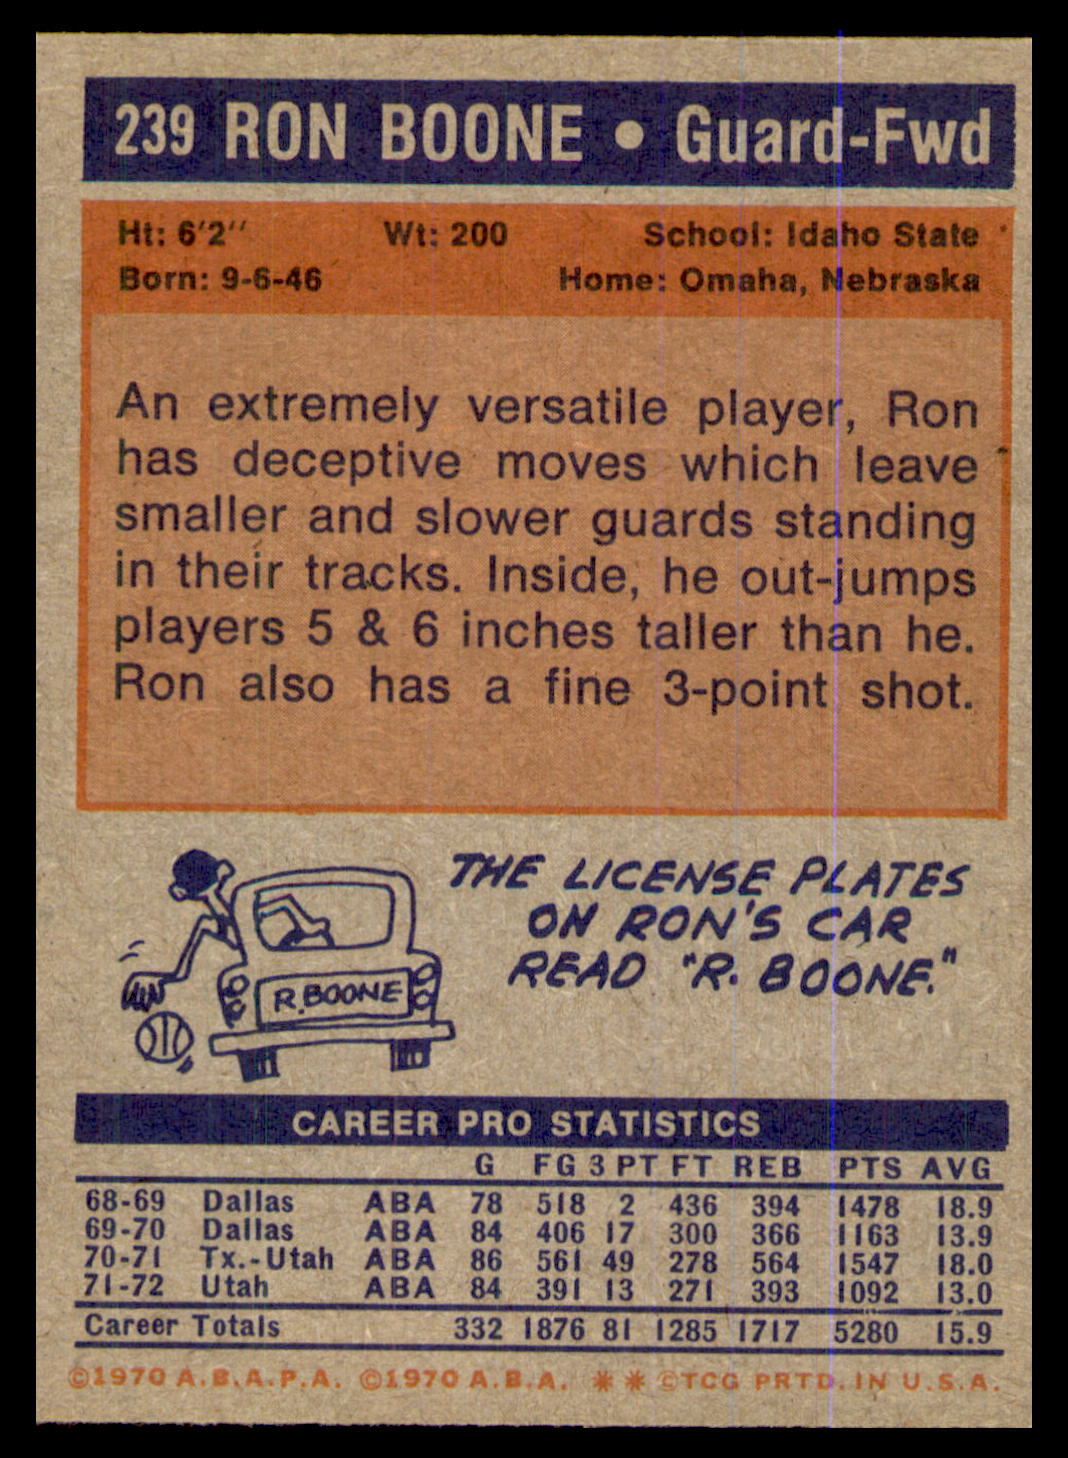 239 RON BOONE • Guard-Fwd
Ht: 6'2" Wt: 200 School: Idaho State
Born: 9-6-46 Home: Omaha, Nebraska
An extremely versatile player, Ron
has deceptive moves which leave
smaller and slower guards standing
in their tracks. Inside, he out-jumps
players 5 & 6 inches taller than he.
Ron also has a fine 3-point shot.
THE LICENSE PLATES
ON RON'S CAR
READ "R. BOONE."
R. BOONE
CAREER PRO STATISTICS
G FG 3 PT FT REB PTS AVG
68-69 Dallas ABA 78 518 2 436 394 1478 18.9
69-70 Dallas ABA 84 406 17 300 366 1163 13.9
70-71 Tx.-Utah ABA 86 561 49 278 564 1547 18.0
71-72 Utah ABA 84 391 13 271 393 1092 13.0
Career Totals 332 1876 81 1285 1717 5280 15.9
©1970 A.B.A.P.A. ©1970 A.B.A. ** ©TCG PRTD. IN U.S.A.